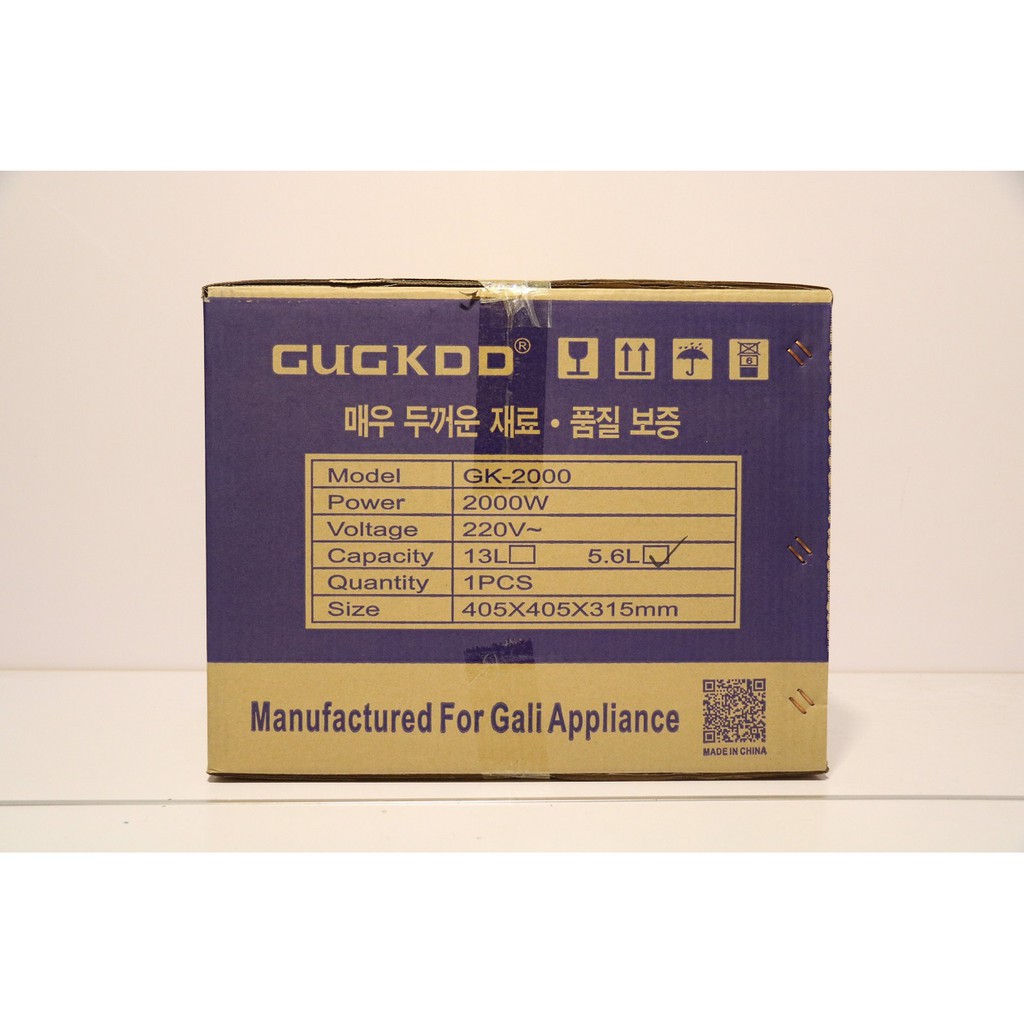 GUGKDD®
6
매우 두꺼운 재료 • 품질 보증
Model GK-2000
Power 2000W
Voltage 220V~
Capacity 13L☐ 5.6L☑
Quantity 1PCS
Size 405X405X315mm
Manufactured For Gali Appliance
MADE IN CHINA